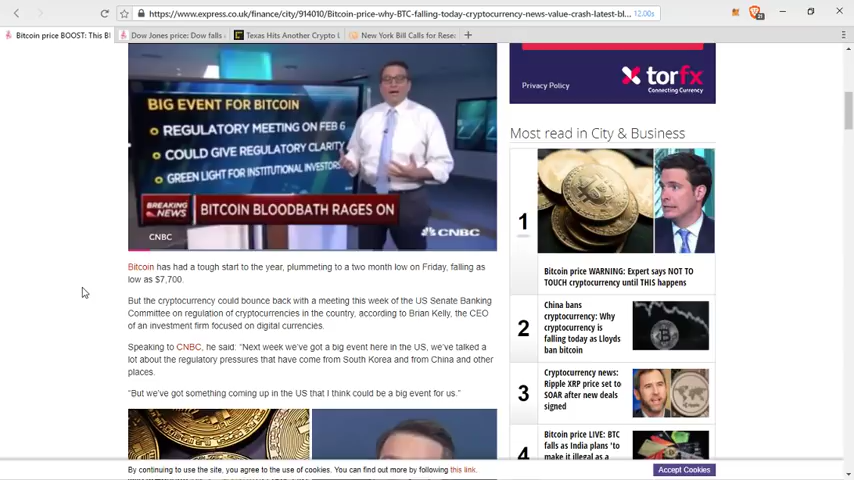 https://www.express.co.uk/finance/city/914010/Bitcoin-price-why-BTC-falling-today-cryptocurrency-news-value-crash-latest-bl...
12.00s
21
Bitcoin price BOOST: This BI
Dow Jones price: Dow falls
Texas Hits Another Crypto L
New York Bill Calls for Rese
BIG EVENT FOR BITCOIN
REGULATORY MEETING ON FEB 6
COULD GIVE REGULATORY CLARITY
GREEN LIGHT FOR INSTITUTIONAL INVESTORS
BREAKING NEWS
BITCOIN BLOODBATH RAGES ON
CNBC
CNBC
Bitcoin has had a tough start to the year, plummeting to a two month low on Friday, falling as
low as $7,700.
But the cryptocurrency could bounce back with a meeting this week of the US Senate Banking
Committee on regulation of cryptocurrencies in the country, according to Brian Kelly, the CEO
of an investment firm focused on digital currencies.
Speaking to CNBC, he said: “Next week we’ve got a big event here in the US, we’ve talked a
lot about the regulatory pressures that have come from South Korea and from China and other
places.
“But we’ve got something coming up in the US that I think could be a big event for us.”
Privacy Policy
torfx
Connecting Currency
Most read in City & Business
1
Bitcoin price WARNING: Expert says NOT TO
TOUCH cryptocurrency until THIS happens
2
China bans
cryptocurrency: Why
cryptocurrency is
falling today as Lloyds
ban bitcoin
3
Cryptocurrency news:
Ripple XRP price set to
SOAR after new deals
signed
4
Bitcoin price LIVE: BTC
falls as India plans 'to
make it illegal as a
By continuing to use the site, you agree to the use of cookies. You can find out more by following this link.
Accept Cookies